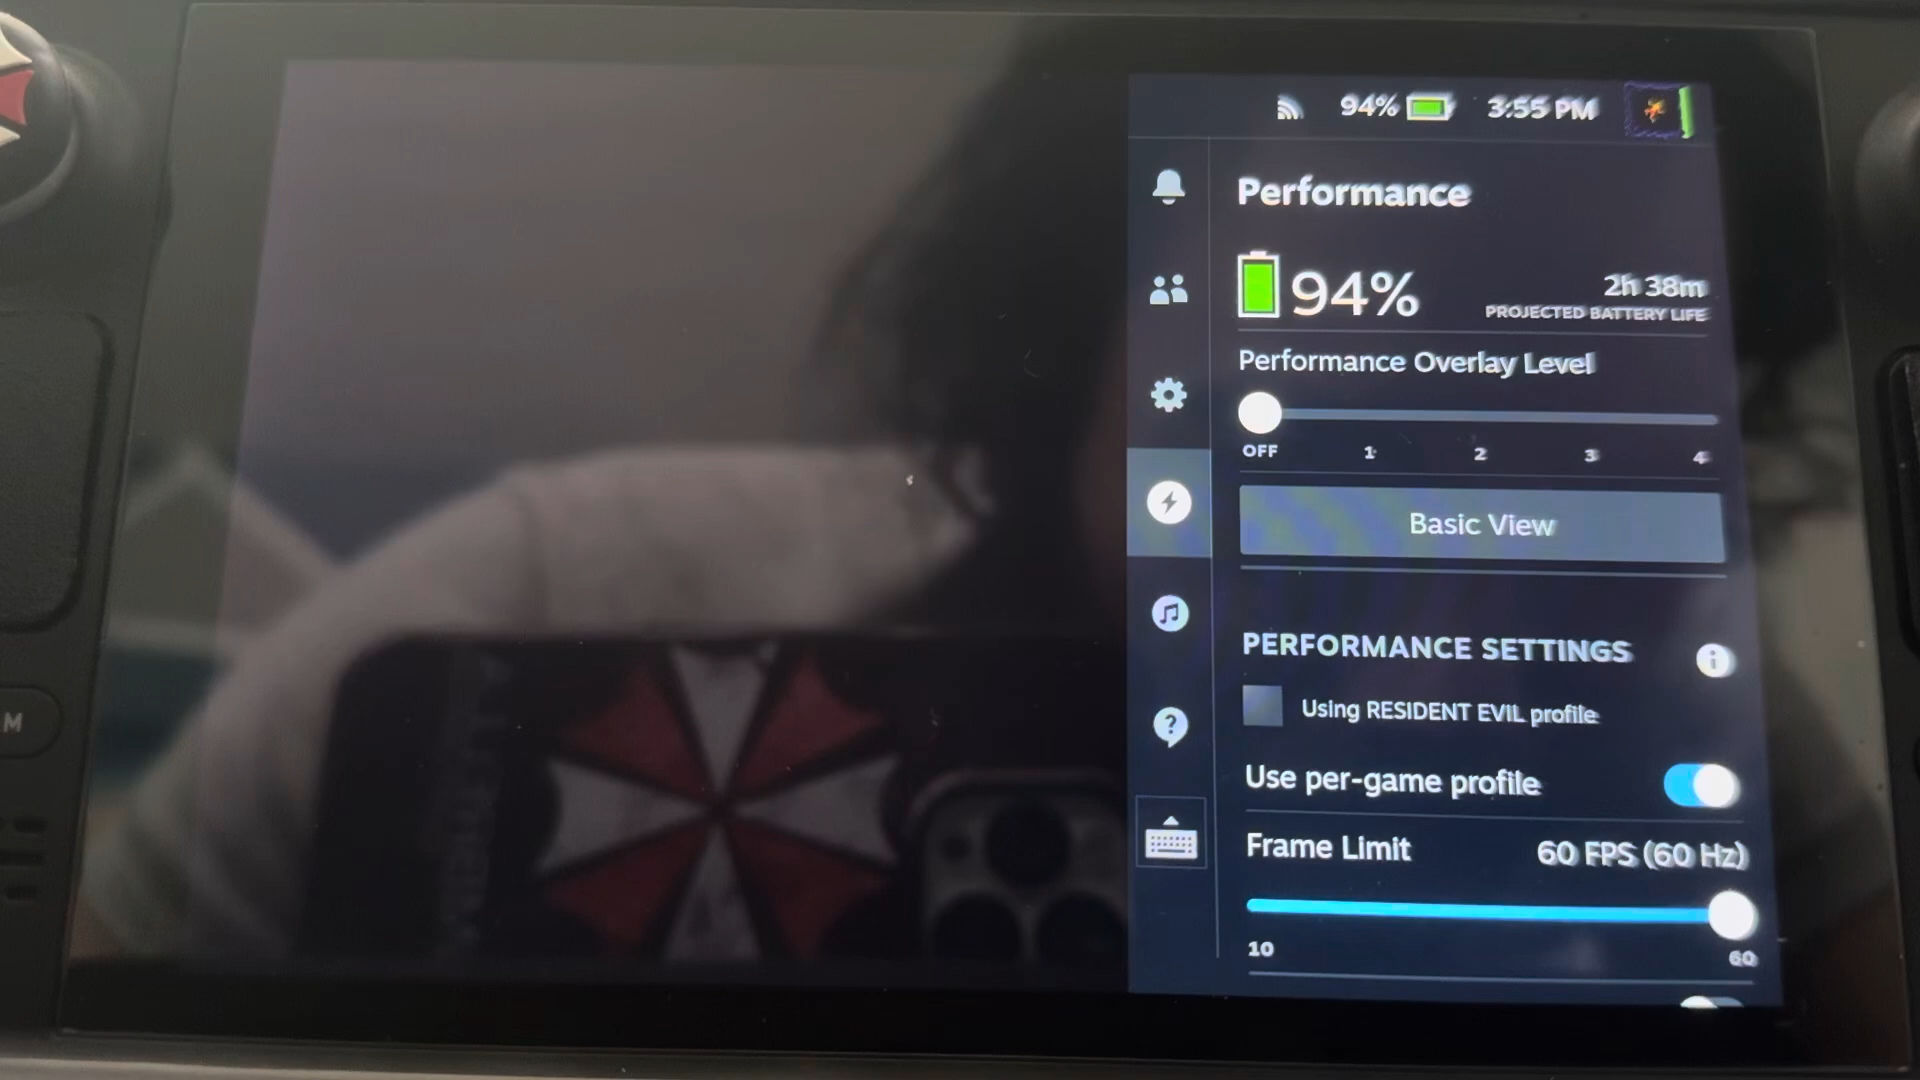 94%
3:55 PM
Performance
94%
2h 38m
PROJECTED BATTERY LIFE
Performance Overlay Level
OFF 1 2 3 4
Basic View
PERFORMANCE SETTINGS
Using RESIDENT EVIL profile
Use per-game profile
Frame Limit
60 FPS (60 Hz)
10
60
M